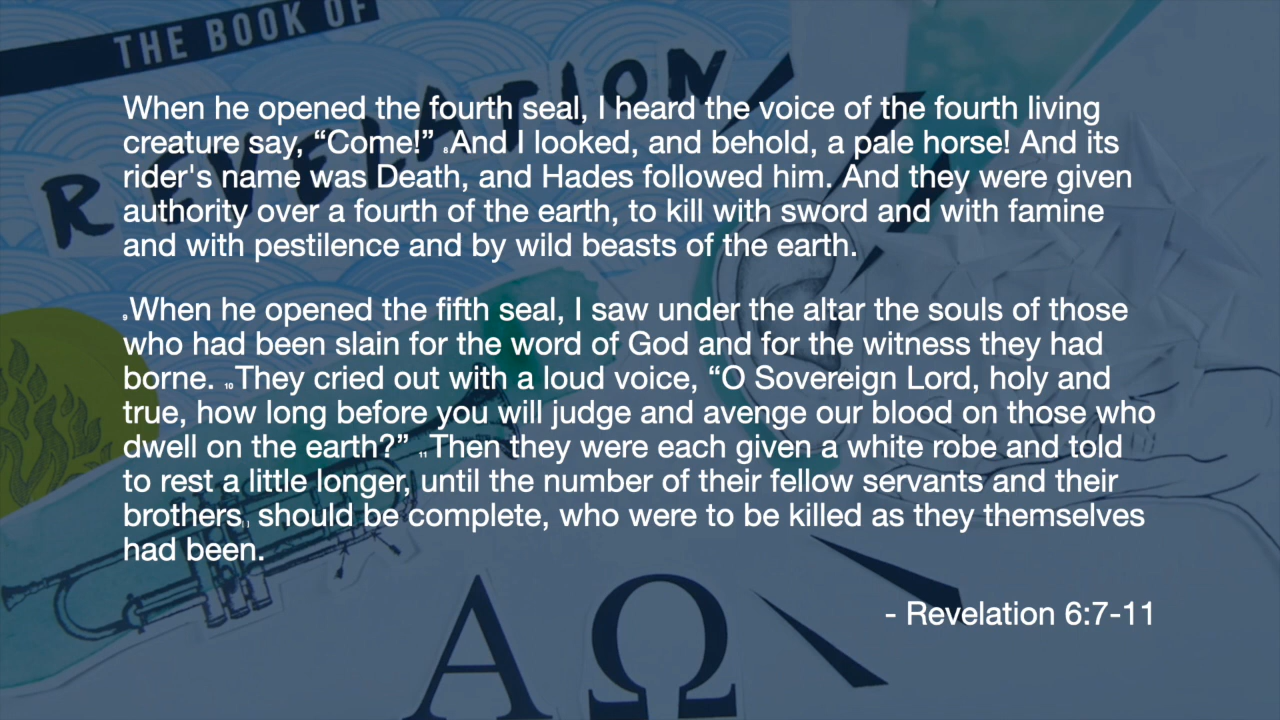 THE BOOK OF
REVELATION
When he opened the fourth seal, I heard the voice of the fourth living
creature say, “Come!” 8And I looked, and behold, a pale horse! And its
rider's name was Death, and Hades followed him. And they were given
authority over a fourth of the earth, to kill with sword and with famine
and with pestilence and by wild beasts of the earth.
9When he opened the fifth seal, I saw under the altar the souls of those
who had been slain for the word of God and for the witness they had
borne. 10They cried out with a loud voice, “O Sovereign Lord, holy and
true, how long before you will judge and avenge our blood on those who
dwell on the earth?” 11Then they were each given a white robe and told
to rest a little longer, until the number of their fellow servants and their
brothers should be complete, who were to be killed as they themselves
had been.
- Revelation 6:7-11
ΑΩ